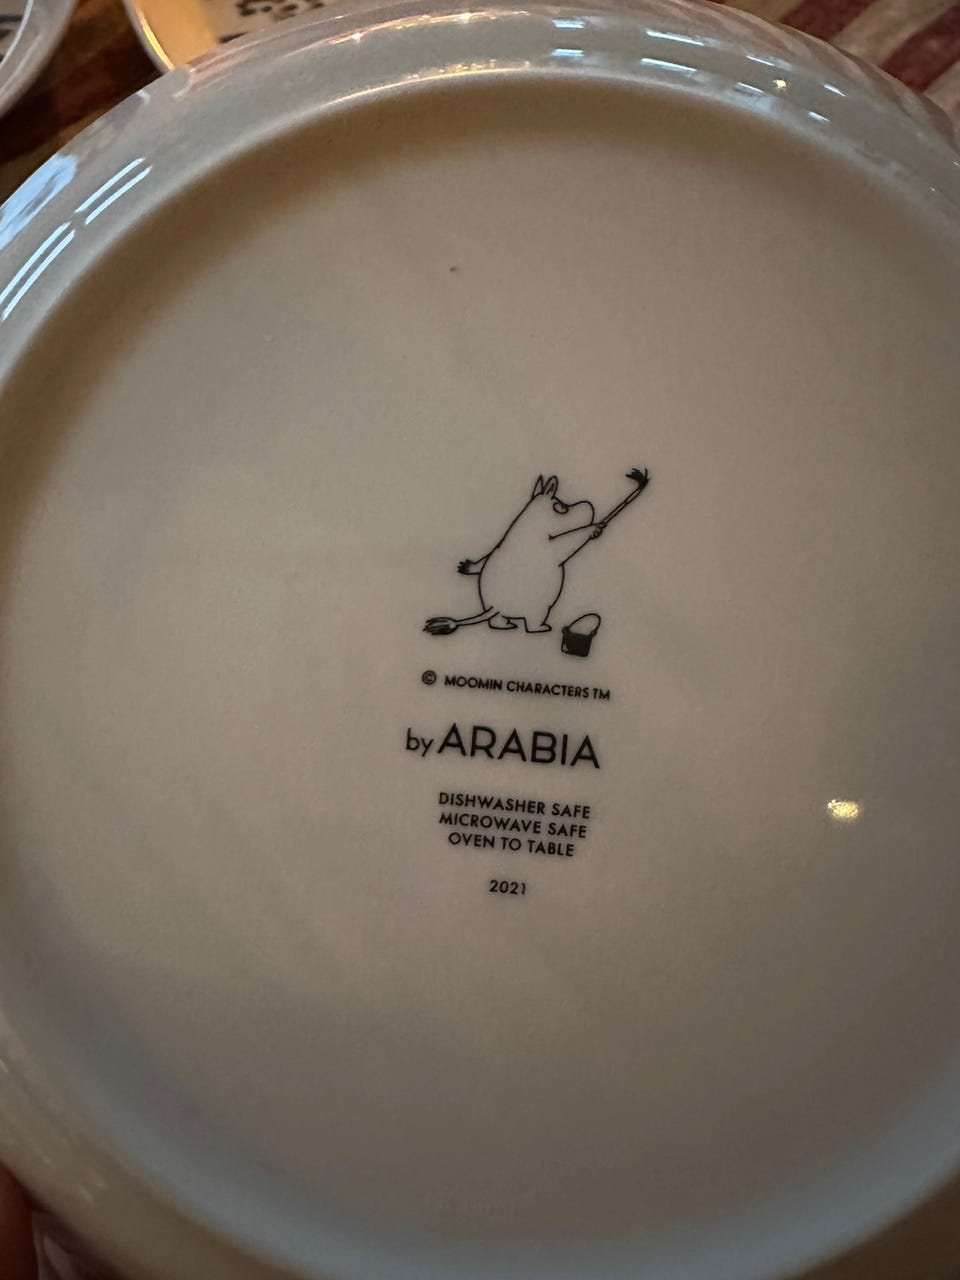 © MOOMIN CHARACTERS TM
by ARABIA
DISHWASHER SAFE
MICROWAVE SAFE
OVEN TO TABLE
2021